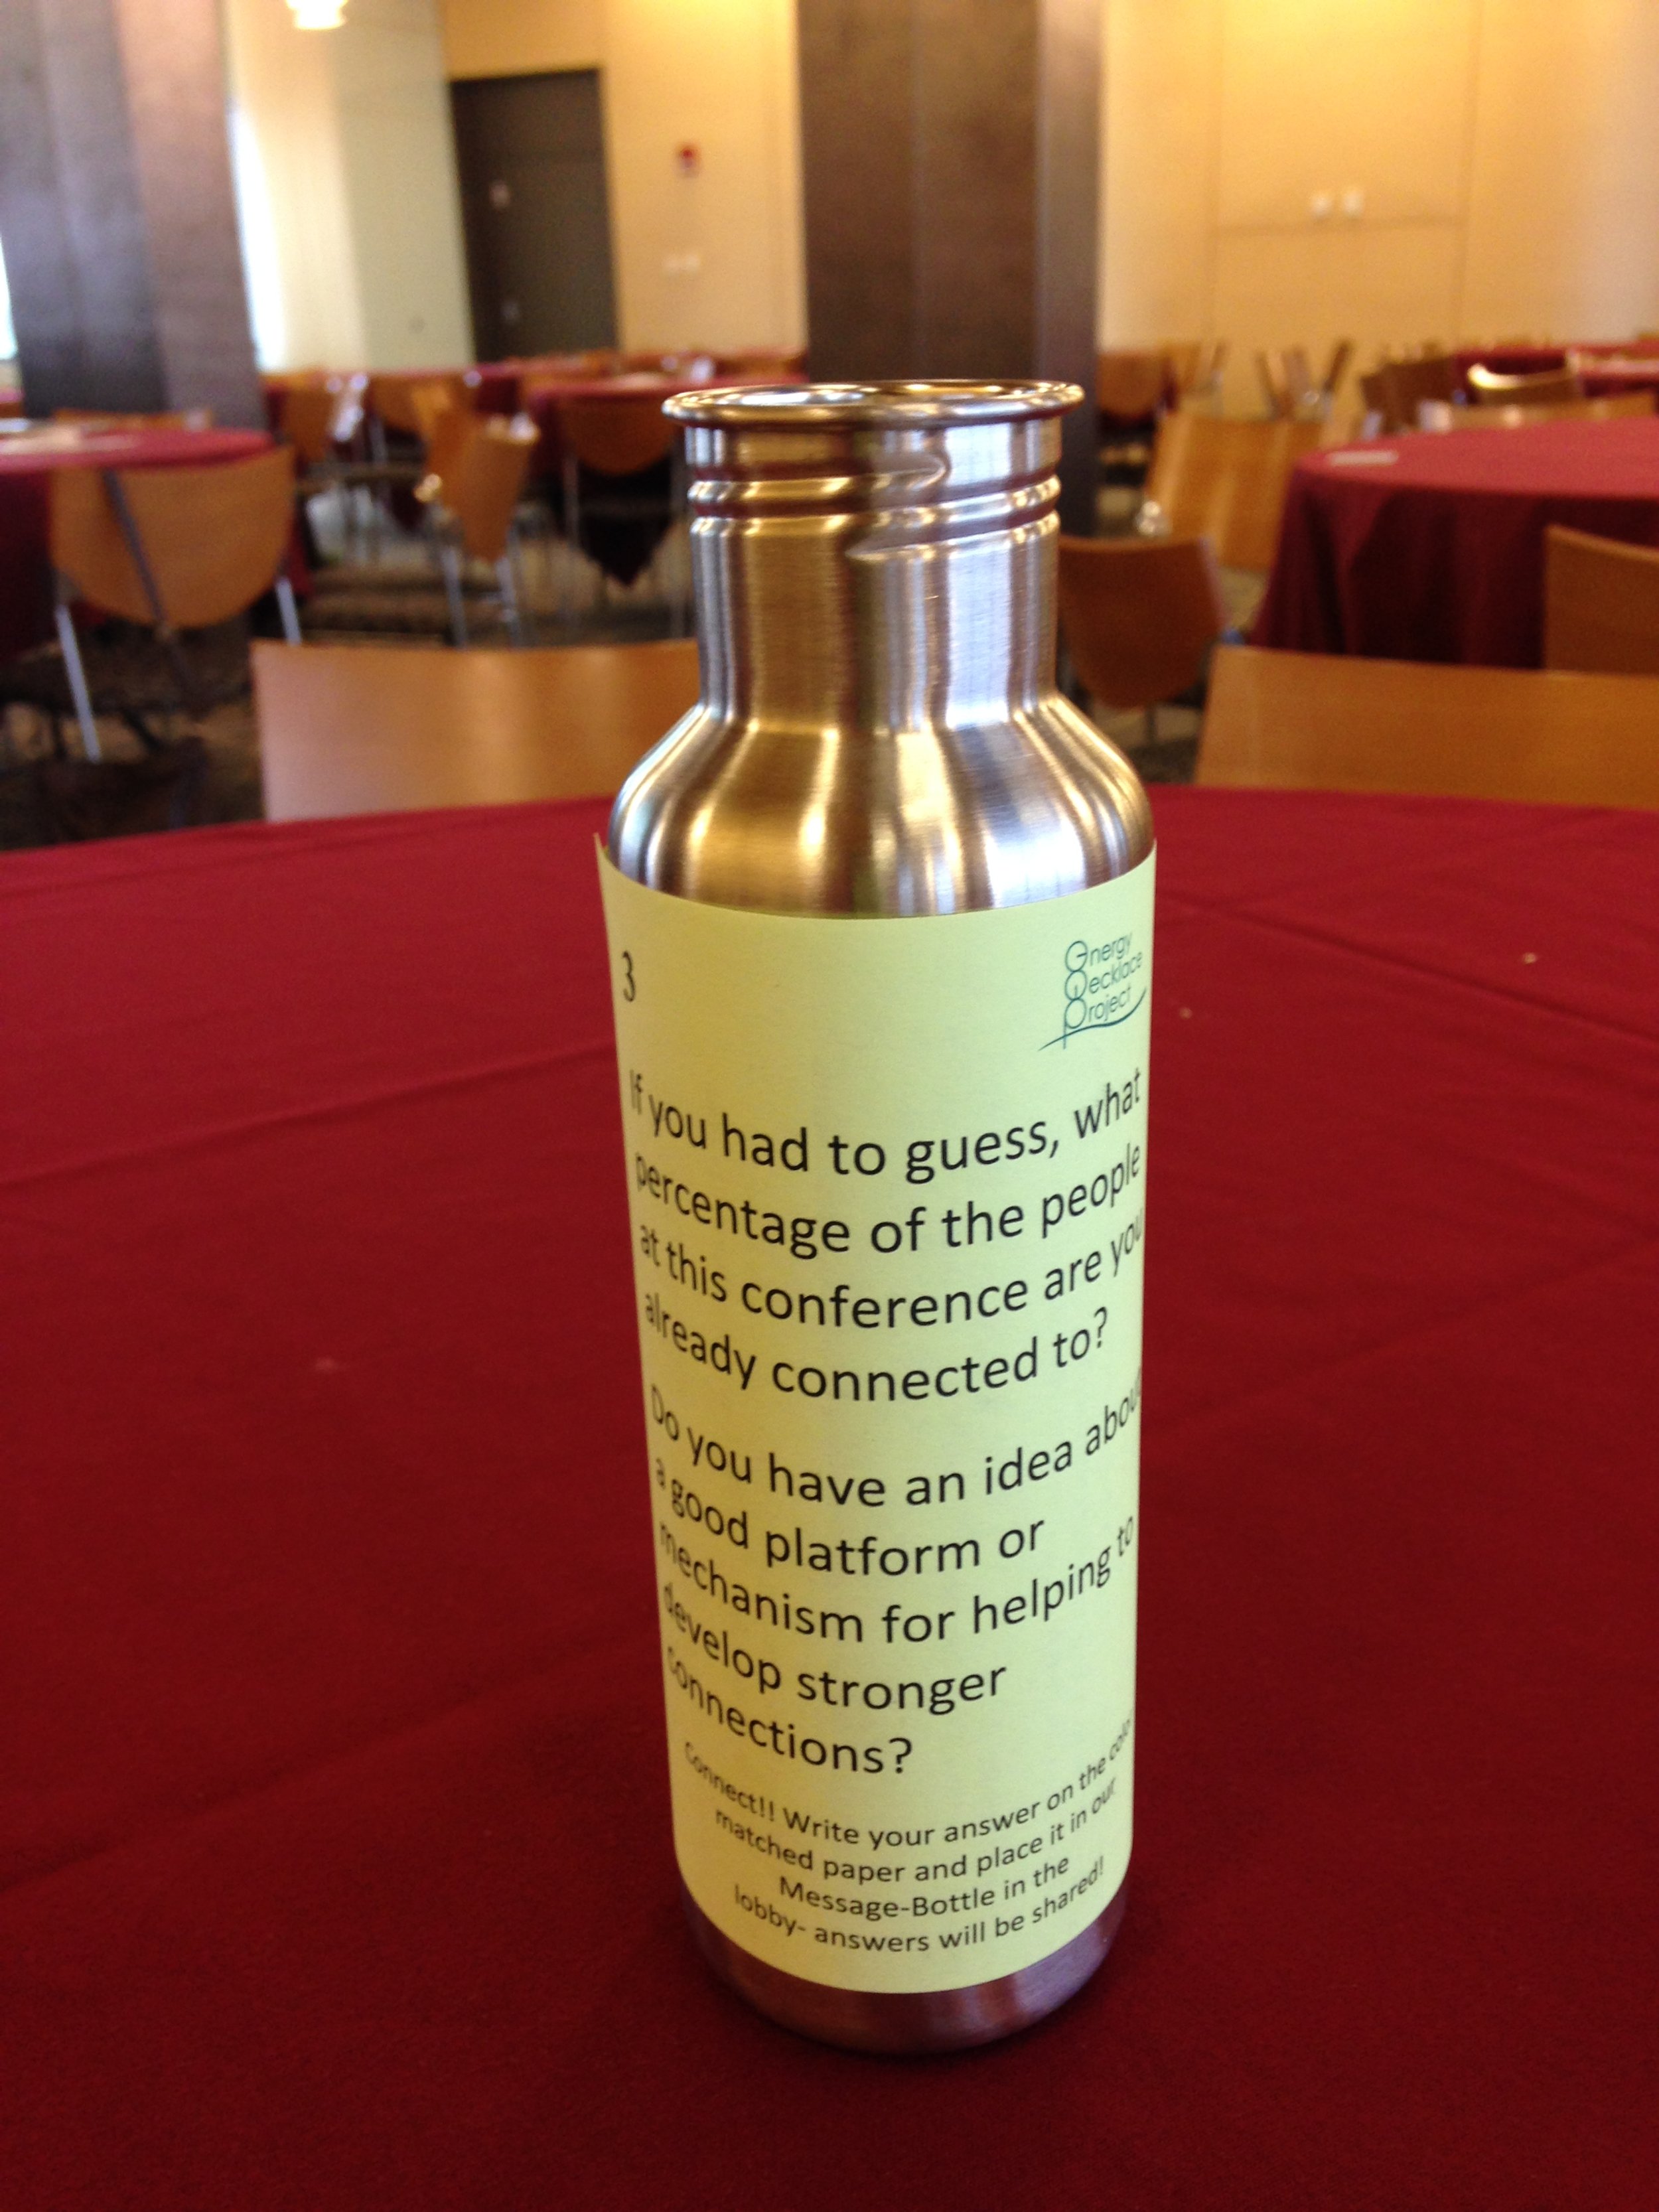 3
Energy
Necklace
Project
If you had to guess, what
percentage of the people
at this conference are you
already connected to?
Do you have an idea about
a good platform or
mechanism for helping to
develop stronger
connections?
Connect!! Write your answer on the colo
matched paper and place it in our
Message-Bottle in the
lobby- answers will be shared!